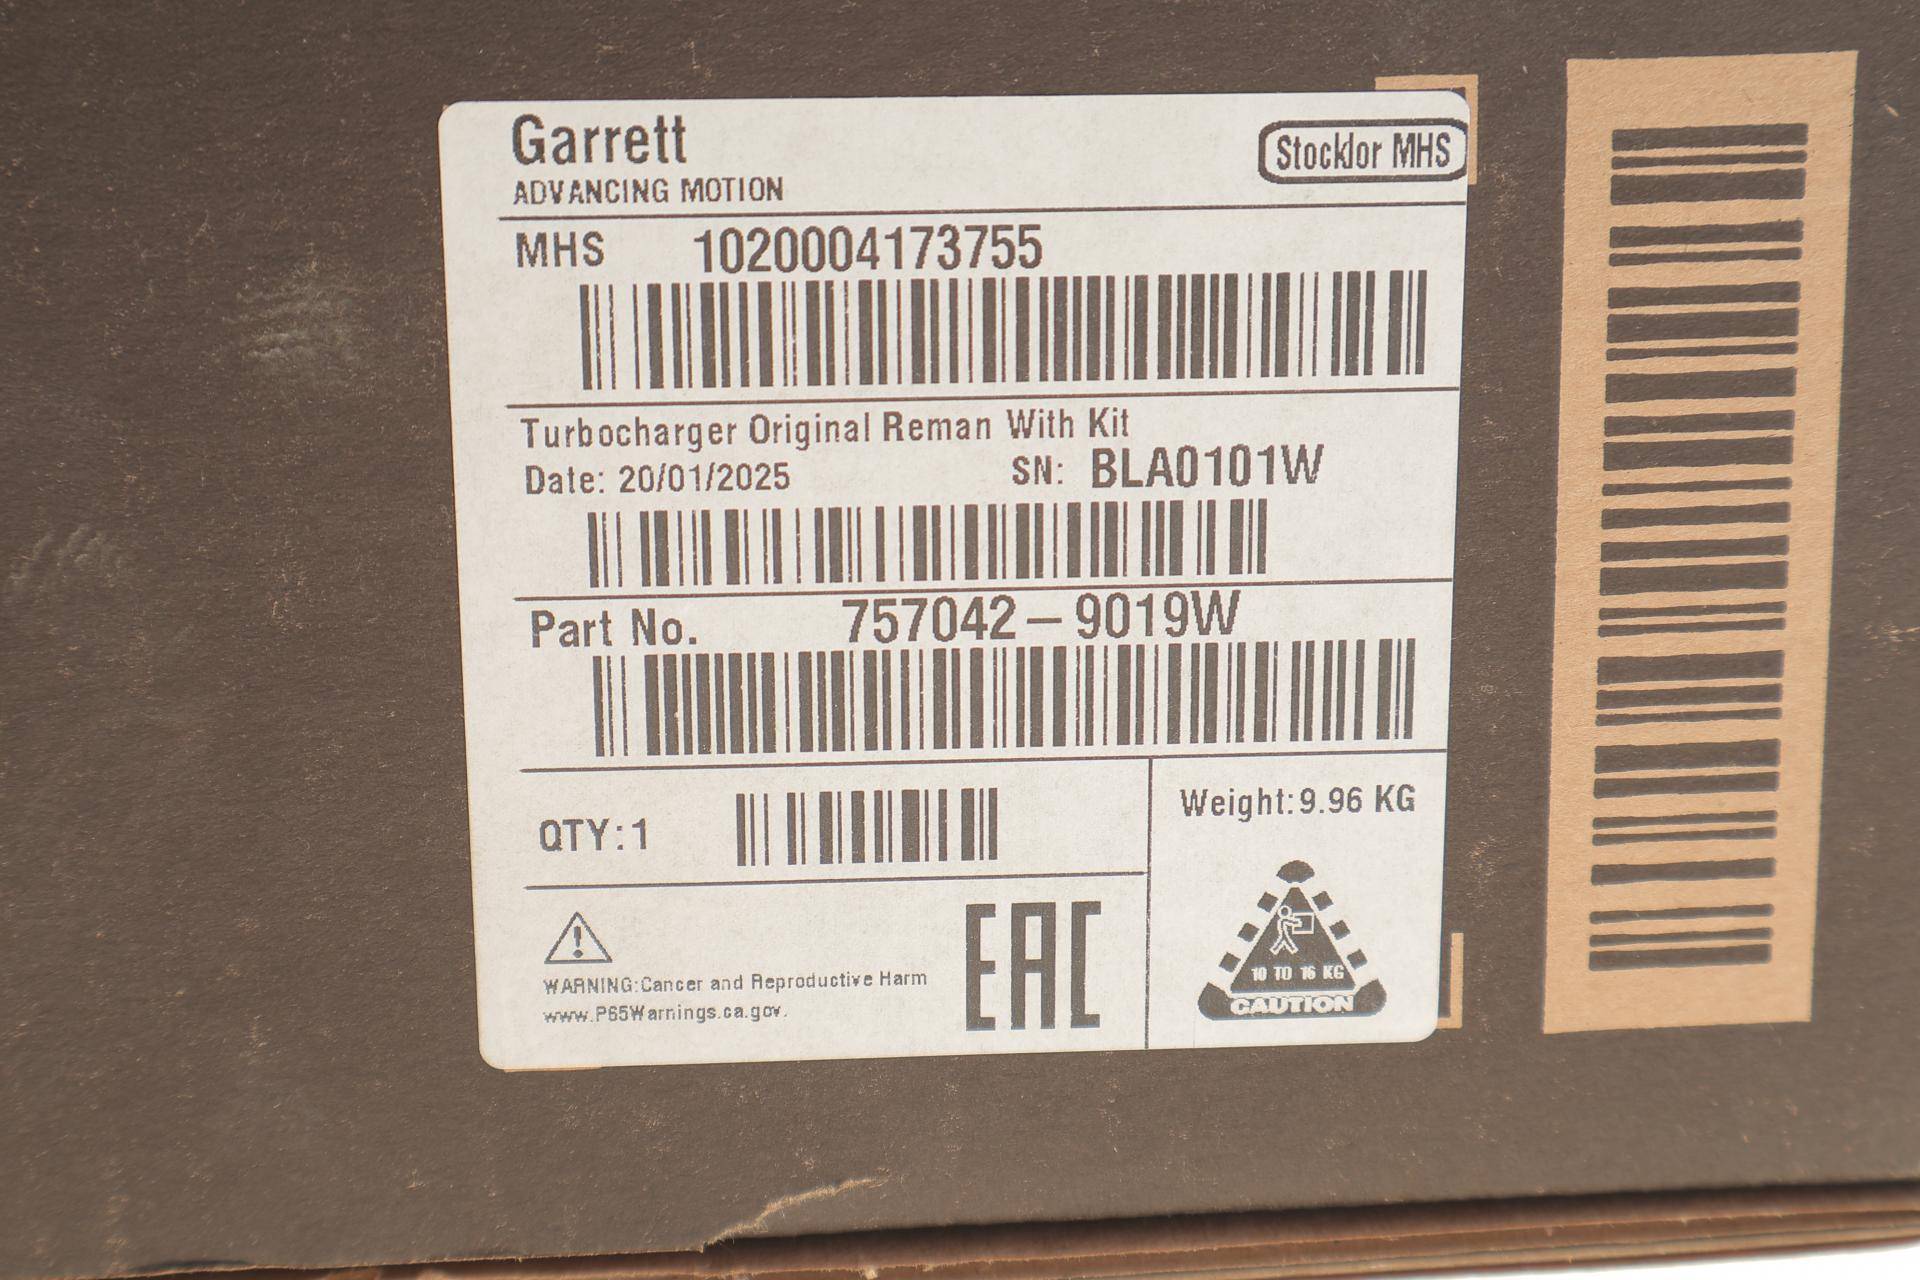 Garrett
ADVANCING MOTION
Stocklor MHS
MHS 1020004173755
Turbocharger Original Reman With Kit
Date: 20/01/2025 SN: BLA0101W
Part No. 757042-9019W
QTY:1
Weight:9.96 KG
WARNING:Cancer and Reproductive Harm
www.P65Warnings.ca.gov.
EAC
10 TO 16 KG
CAUTION